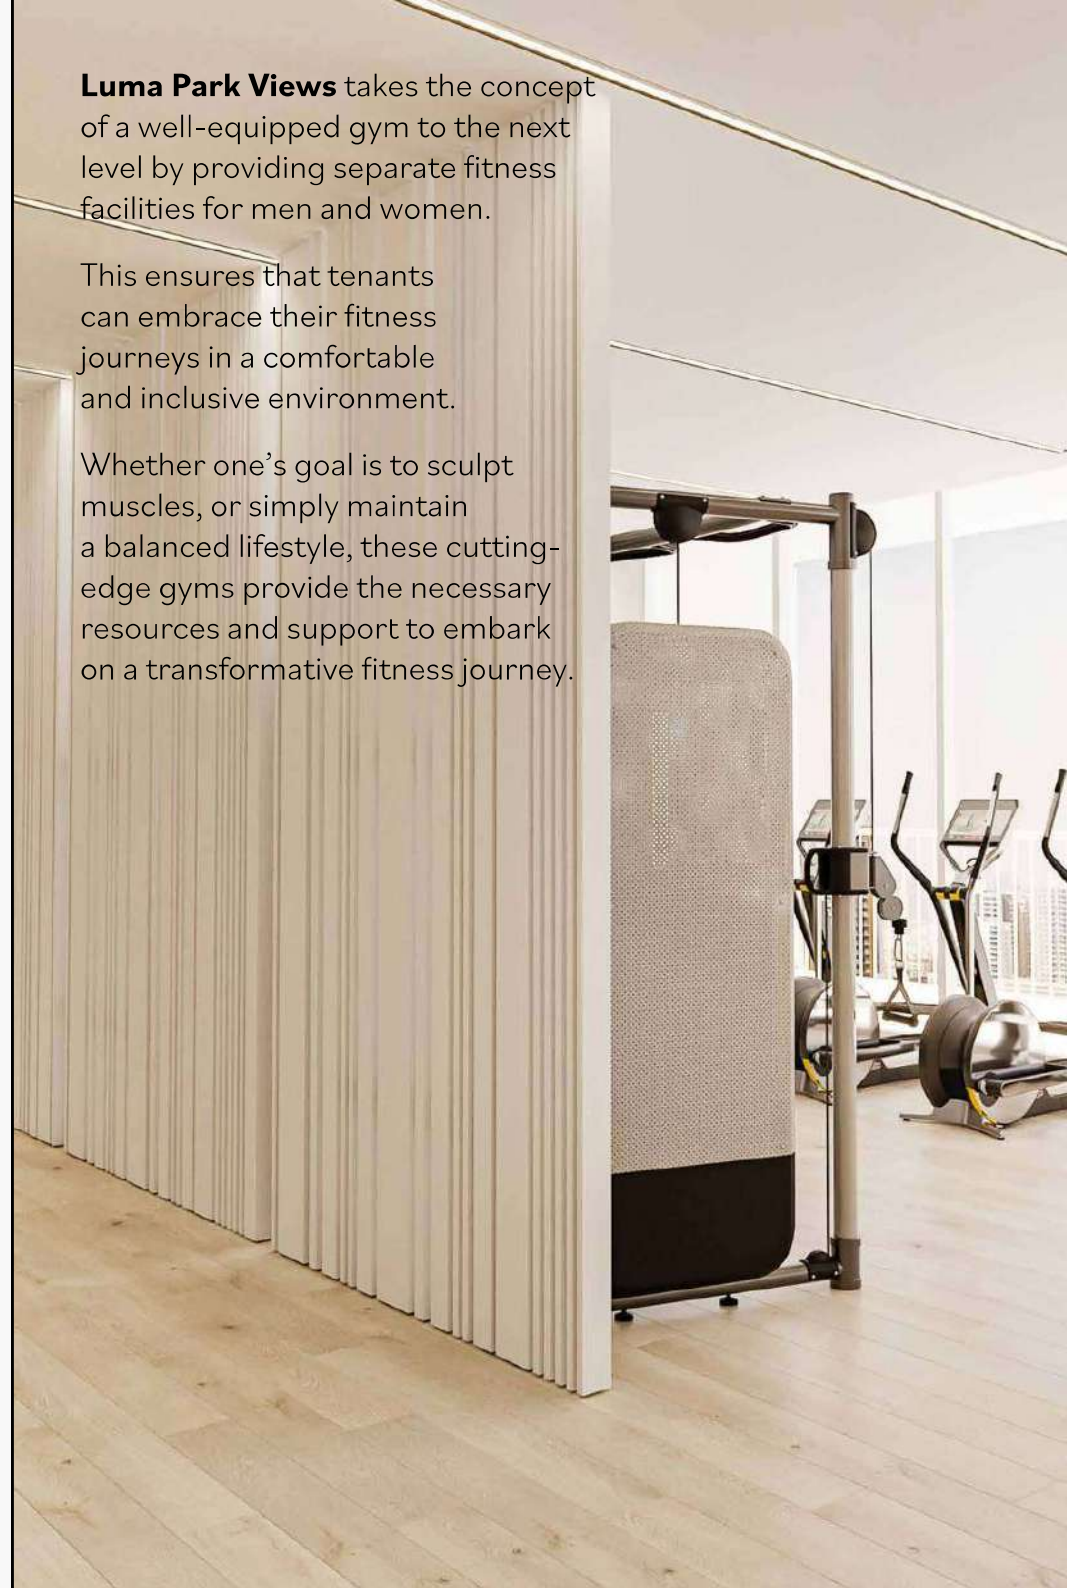 Luma Park Views takes the concept
of a well-equipped gym to the next
level by providing separate fitness
facilities for men and women.
This ensures that tenants
can embrace their fitness
journeys in a comfortable
and inclusive environment.
Whether one’s goal is to sculpt
muscles, or simply maintain
a balanced lifestyle, these cutting-
edge gyms provide the necessary
resources and support to embark
on a transformative fitness journey.